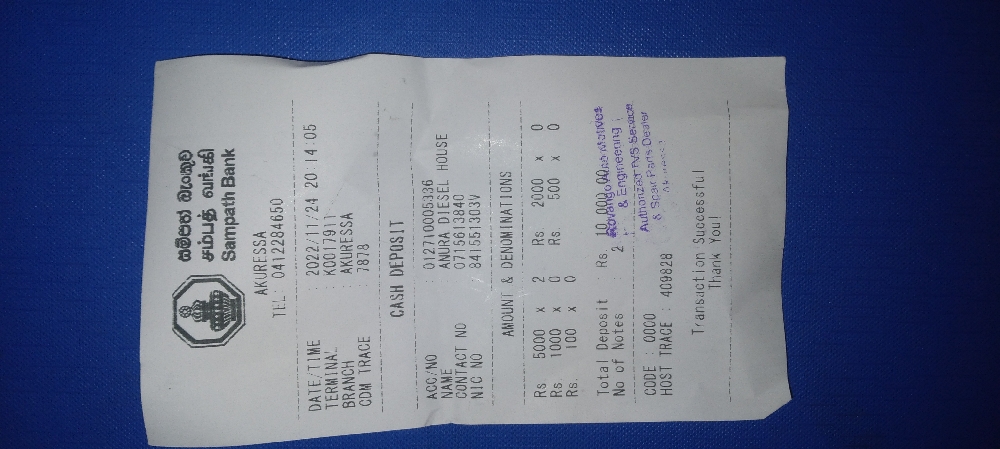 සම්පත් බැංකුව
சம்பத் வங்கி
Sampath Bank
AKURESSA
TEL: 0412284650
DATE/TIME : 2022/11/24 20:14:05
TERMINAL : K0017911
BRANCH : AKURESSA
CDM TRACE : 7878
CASH DEPOSIT
ACC/NO : 012710005336
NAME : ANURA DIESEL HOUSE
CONTACT NO : 0715613840
NIC NO : 841551303V
AMOUNT & DENOMINATIONS
Rs. 5000 x 2 Rs 2000 x 0
Rs. 1000 x 0 Rs 500 x 0
Rs. 100 x 0
Total Deposit : Rs. 10,000.00
No of Notes : 2
& Engineering
Authorized TVS Service
& Spair Parts Dealer
CODE : 0000
HOST TRACE : 409828
Transaction Successful
Thank You!